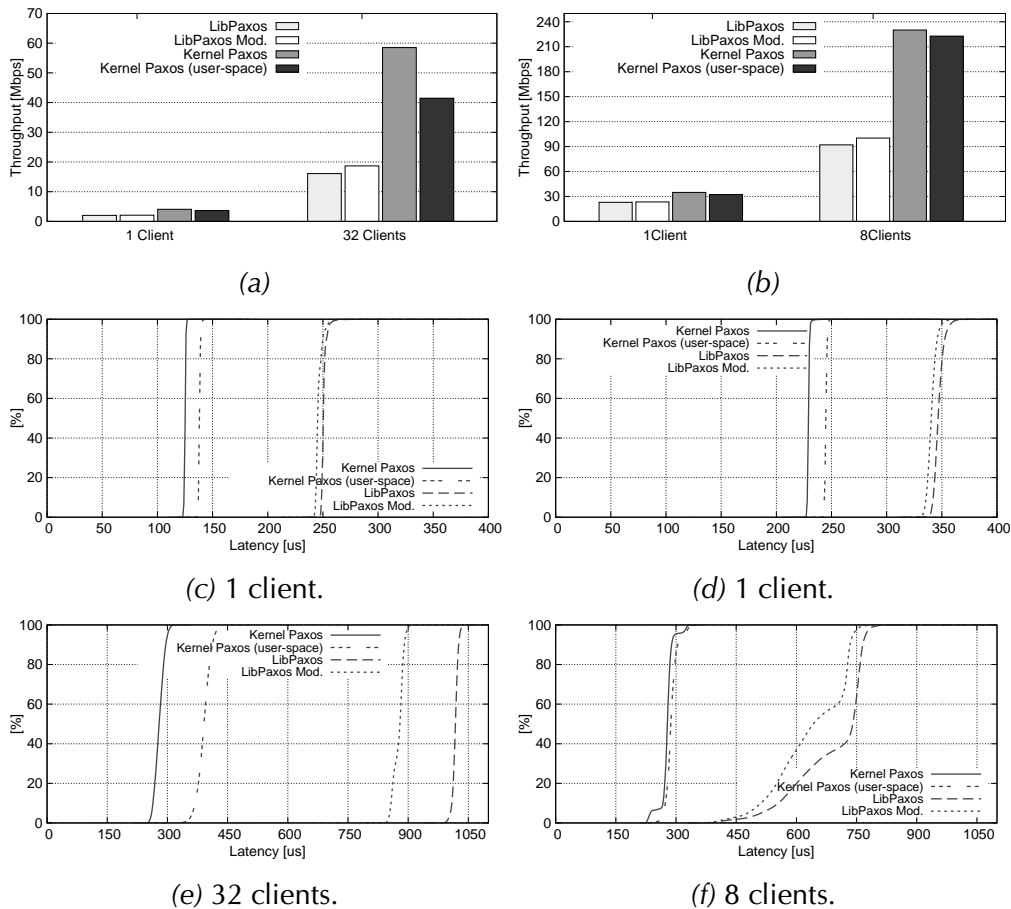 LibPaxos
LibPaxos Mod.
Kernel Paxos
Kernel Paxos (user-space)
Throughput [Mbps]
70
60
50
40
30
20
10
0
1 Client
32 Clients
(a)
LibPaxos
LibPaxos Mod.
Kernel Paxos
Kernel Paxos (user-space)
Throughput [Mbps]
240
210
180
150
120
90
60
30
0
1Client
8Clients
(b)
Kernel Paxos
Kernel Paxos (user-space)
LibPaxos
LibPaxos Mod.
[%]
100
80
60
40
20
0
0 50 100 150 200 250 300 350 400
Latency [us]
(c) 1 client.
Kernel Paxos
Kernel Paxos (user-space)
LibPaxos
LibPaxos Mod.
[%]
100
80
60
40
20
0
0 50 100 150 200 250 300 350 400
Latency [us]
(d) 1 client.
Kernel Paxos
Kernel Paxos (user-space)
LibPaxos
LibPaxos Mod.
[%]
100
80
60
40
20
0
0 150 300 450 600 750 900 1050
Latency [us]
(e) 32 clients.
Kernel Paxos
Kernel Paxos (user-space)
LibPaxos
LibPaxos Mod.
[%]
100
80
60
40
20
0
0 150 300 450 600 750 900 1050
Latency [us]
(f) 8 clients.